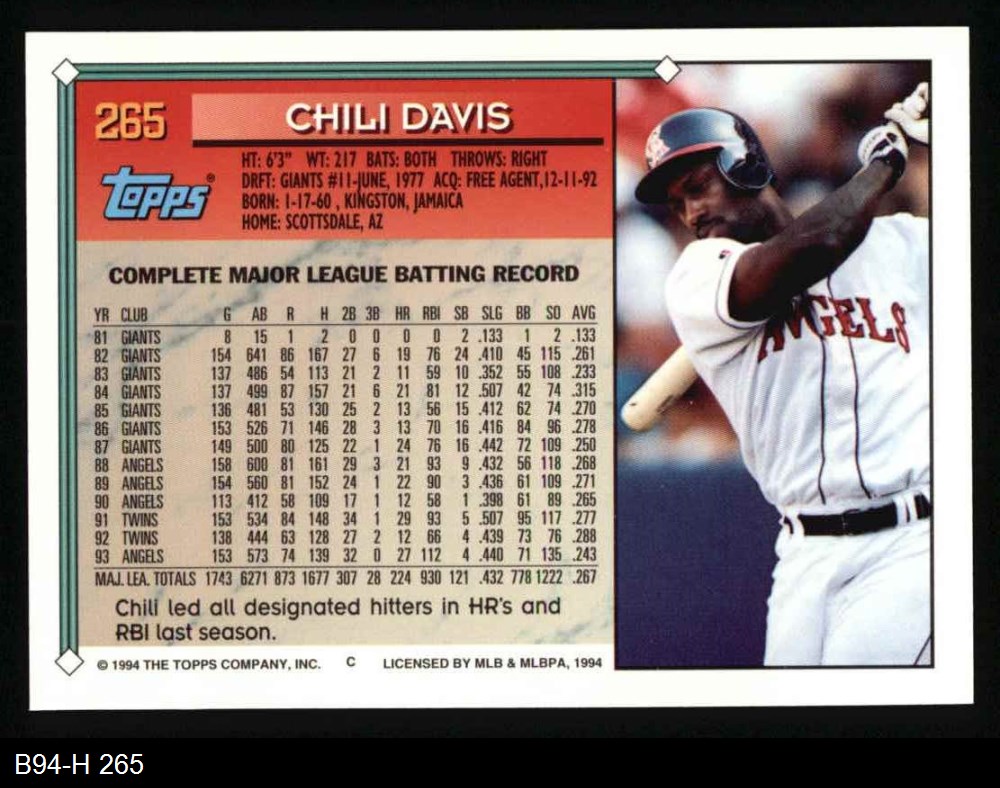 265
CHILI DAVIS
TOPPS®
HT: 6'3" WT: 217 BATS: BOTH THROWS: RIGHT
DRFT: GIANTS #11-JUNE, 1977 ACQ: FREE AGENT,12-11-92
BORN: 1-17-60 , KINGSTON, JAMAICA
HOME: SCOTTSDALE, AZ
COMPLETE MAJOR LEAGUE BATTING RECORD
YR CLUB G AB R H 2B 3B HR RBI SB SLG BB SO AVG
81 GIANTS 8 15 1 2 0 0 0 0 2 .133 1 2 .133
82 GIANTS 154 641 86 167 27 6 19 76 24 .410 45 115 .261
83 GIANTS 137 486 54 113 21 2 11 59 10 .352 55 108 .233
84 GIANTS 137 499 87 157 21 6 21 81 12 .507 42 74 .315
85 GIANTS 136 481 53 130 25 2 13 56 15 .412 62 74 .270
86 GIANTS 153 526 71 146 28 3 13 70 16 .416 84 96 .278
87 GIANTS 149 500 80 125 22 1 24 76 16 .442 72 109 .250
88 ANGELS 158 600 81 161 29 3 21 93 9 .432 56 118 .268
89 ANGELS 154 560 81 152 24 1 22 90 3 .436 61 109 .271
90 ANGELS 113 412 58 109 17 1 12 58 1 .398 61 89 .265
91 TWINS 153 534 84 148 34 1 29 93 5 .507 95 117 .277
92 TWINS 138 444 63 128 27 2 12 66 4 .439 73 76 .288
93 ANGELS 153 573 74 139 32 0 27 112 4 .440 71 135 .243
MAJ. LEA. TOTALS 1743 6271 873 1677 307 28 224 930 121 .432 778 1222 .267
Chili led all designated hitters in HR's and
RBI last season.
© 1994 THE TOPPS COMPANY, INC. C LICENSED BY MLB & MLBPA, 1994
ANGELS
B94-H 265